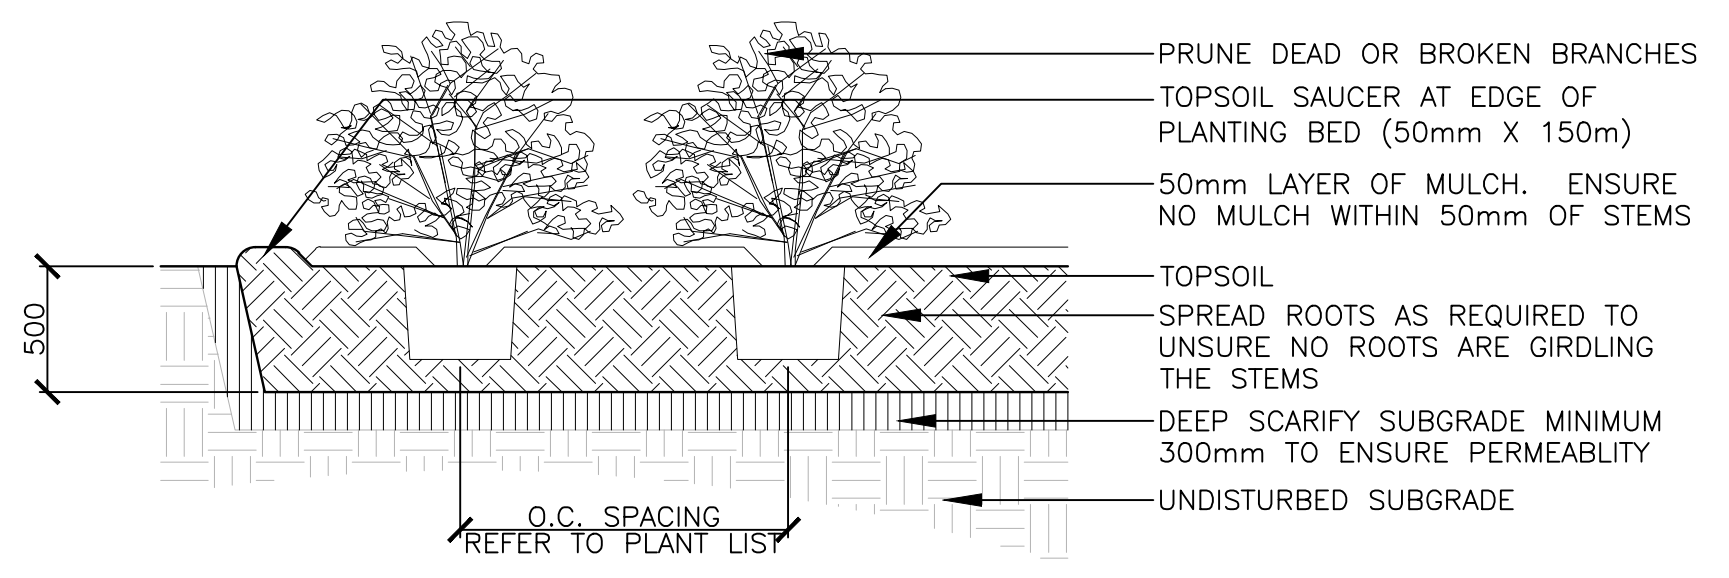 PRUNE DEAD OR BROKEN BRANCHES
TOPSOIL SAUCER AT EDGE OF
PLANTING BED (50mm X 150m)
50mm LAYER OF MULCH. ENSURE
NO MULCH WITHIN 50mm OF STEMS
TOPSOIL
SPREAD ROOTS AS REQUIRED TO
UNSURE NO ROOTS ARE GIRDLING
THE STEMS
DEEP SCARIFY SUBGRADE MINIMUM
300mm TO ENSURE PERMEABLITY
UNDISTURBED SUBGRADE
500
O.C. SPACING
REFER TO PLANT LIST